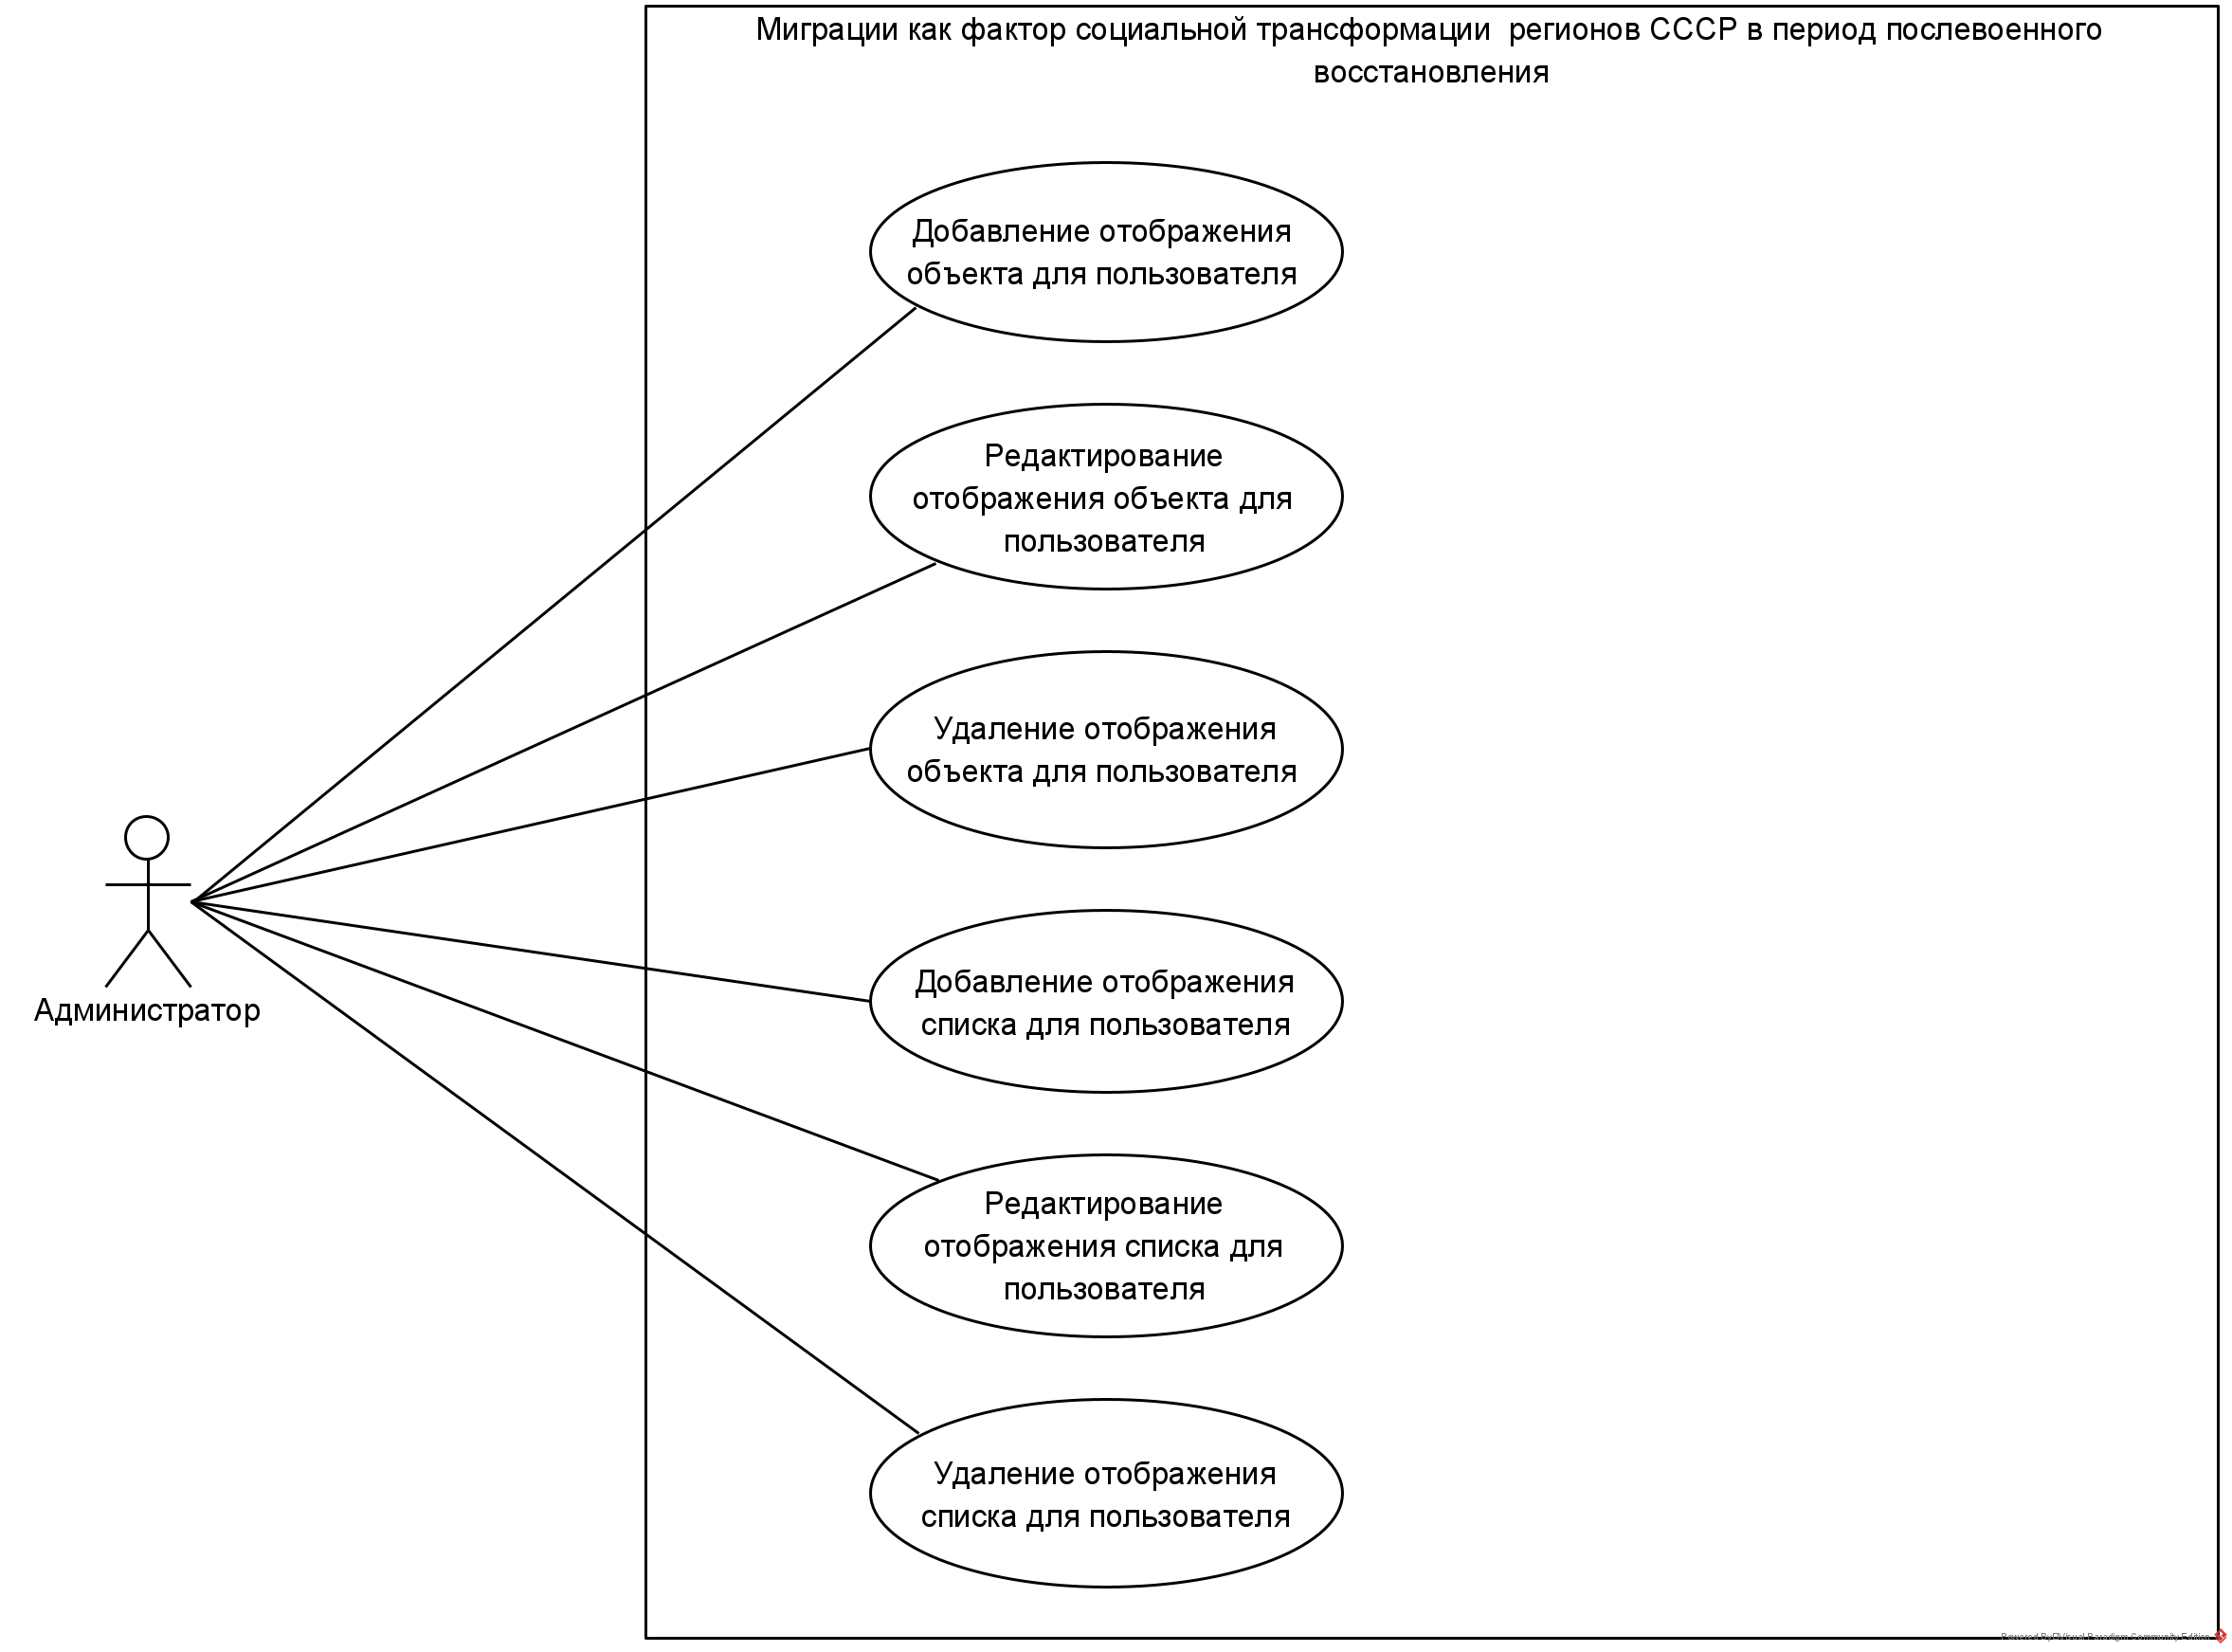 Миграции как фактор социальной трансформации  регионов СССР в период послевоенного
восстановления
Добавление отображения
объекта для пользователя
Редактирование
отображения объекта для
пользователя
Удаление отображения
объекта для пользователя
Администратор
Добавление отображения
списка для пользователя
Редактирование
отображения списка для
пользователя
Удаление отображения
списка для пользователя
Powered By Visual Paradigm Community Edition